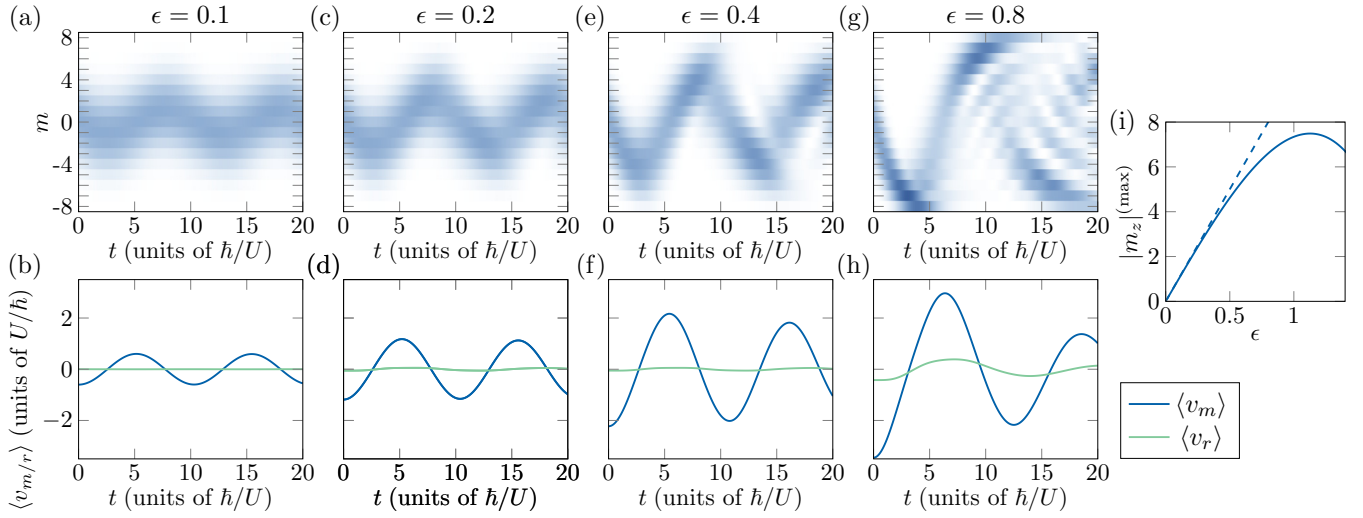 (a)
(c)
(e)
(g)
ϵ = 0.1
ϵ = 0.2
ϵ = 0.4
ϵ = 0.8
m
8
4
0
-4
-8
0 5 10 15 20
0 5 10 15 20
0 5 10 15 20
0 5 10 15 20
t (units of ħ/U)
t (units of ħ/U)
t (units of ħ/U)
t (units of ħ/U)
(b)
(d)
(f)
(h)
⟨v_{m/r}⟩ (units of U/ħ)
2
0
−2
0 5 10 15 20
0 5 10 15 20
0 5 10 15 20
0 5 10 15 20
t (units of ħ/U)
t (units of ħ/U)
t (units of ħ/U)
t (units of ħ/U)
(i)
|m_z|^{(max)}
8
6
4
2
0
0 0.5 1
ϵ
⟨v_m⟩
⟨v_r⟩